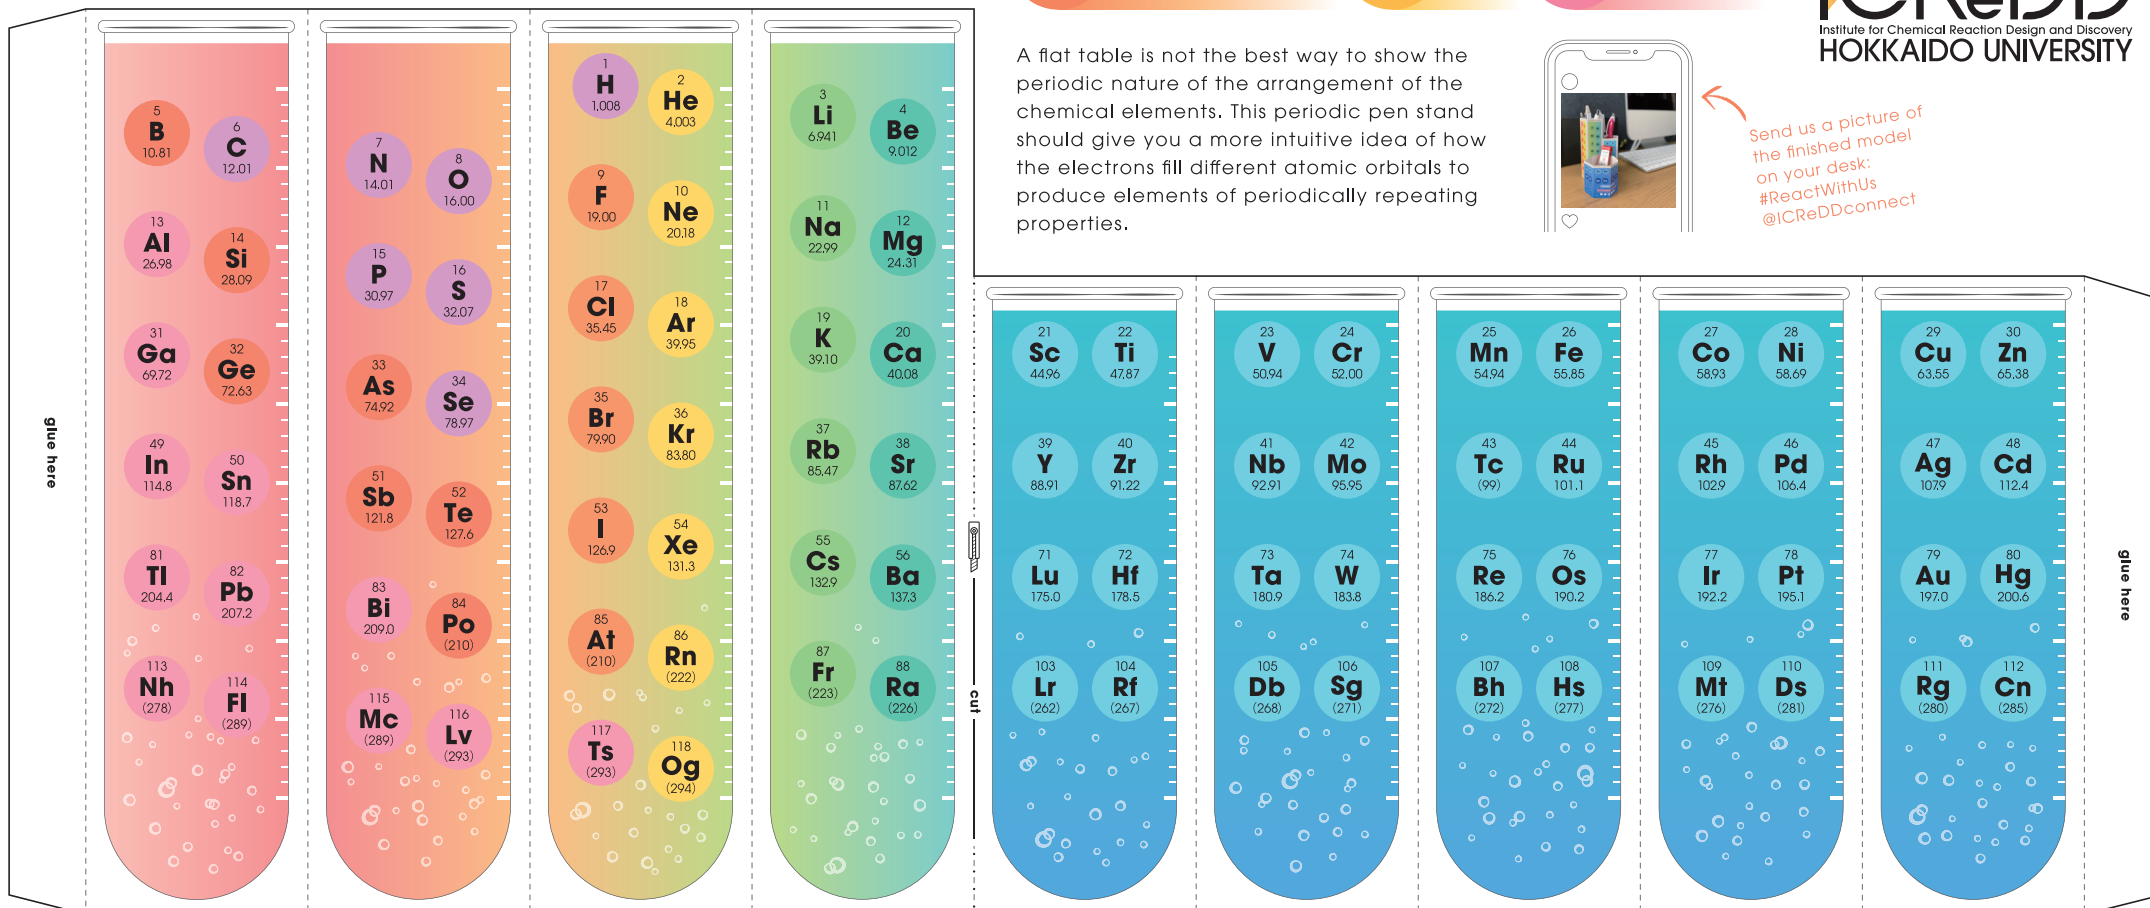 ICReDD
Institute for Chemical Reaction Design and Discovery
HOKKAIDO UNIVERSITY
A flat table is not the best way to show the
periodic nature of the arrangement of the
chemical elements. This periodic pen stand
should give you a more intuitive idea of how
the electrons fill different atomic orbitals to
produce elements of periodically repeating
properties.
Send us a picture of
the finished model
on your desk:
#ReactWithUs
@ICReDDconnect
glue here
5
B
10.81
6
C
12.01
13
Al
26.98
14
Si
28.09
31
Ga
69.72
32
Ge
72.63
49
In
114.8
50
Sn
118.7
81
Tl
204.4
82
Pb
207.2
113
Nh
(278)
114
Fl
(289)
7
N
14.01
8
O
16.00
15
P
30.97
16
S
32.07
33
As
74.92
34
Se
78.97
51
Sb
121.8
52
Te
127.6
83
Bi
209.0
84
Po
(210)
115
Mc
(289)
116
Lv
(293)
1
H
1.008
2
He
4.003
9
F
19.00
10
Ne
20.18
17
Cl
35.45
18
Ar
39.95
35
Br
79.90
36
Kr
83.80
53
I
126.9
54
Xe
131.3
85
At
(210)
86
Rn
(222)
117
Ts
(293)
118
Og
(294)
3
Li
6.941
4
Be
9.012
11
Na
22.99
12
Mg
24.31
19
K
39.10
20
Ca
40.08
37
Rb
85.47
38
Sr
87.62
55
Cs
132.9
56
Ba
137.3
87
Fr
(223)
88
Ra
(226)
cut
21
Sc
44.96
22
Ti
47.87
39
Y
88.91
40
Zr
91.22
71
Lu
175.0
72
Hf
178.5
103
Lr
(262)
104
Rf
(267)
23
V
50.94
24
Cr
52.00
41
Nb
92.91
42
Mo
95.95
73
Ta
180.9
74
W
183.8
105
Db
(268)
106
Sg
(271)
25
Mn
54.94
26
Fe
55.85
43
Tc
(99)
44
Ru
101.1
75
Re
186.2
76
Os
190.2
107
Bh
(272)
108
Hs
(277)
27
Co
58.93
28
Ni
58.69
45
Rh
102.9
46
Pd
106.4
77
Ir
192.2
78
Pt
195.1
109
Mt
(276)
110
Ds
(281)
29
Cu
63.55
30
Zn
65.38
47
Ag
107.9
48
Cd
112.4
79
Au
197.0
80
Hg
200.6
111
Rg
(280)
112
Cn
(285)
glue here